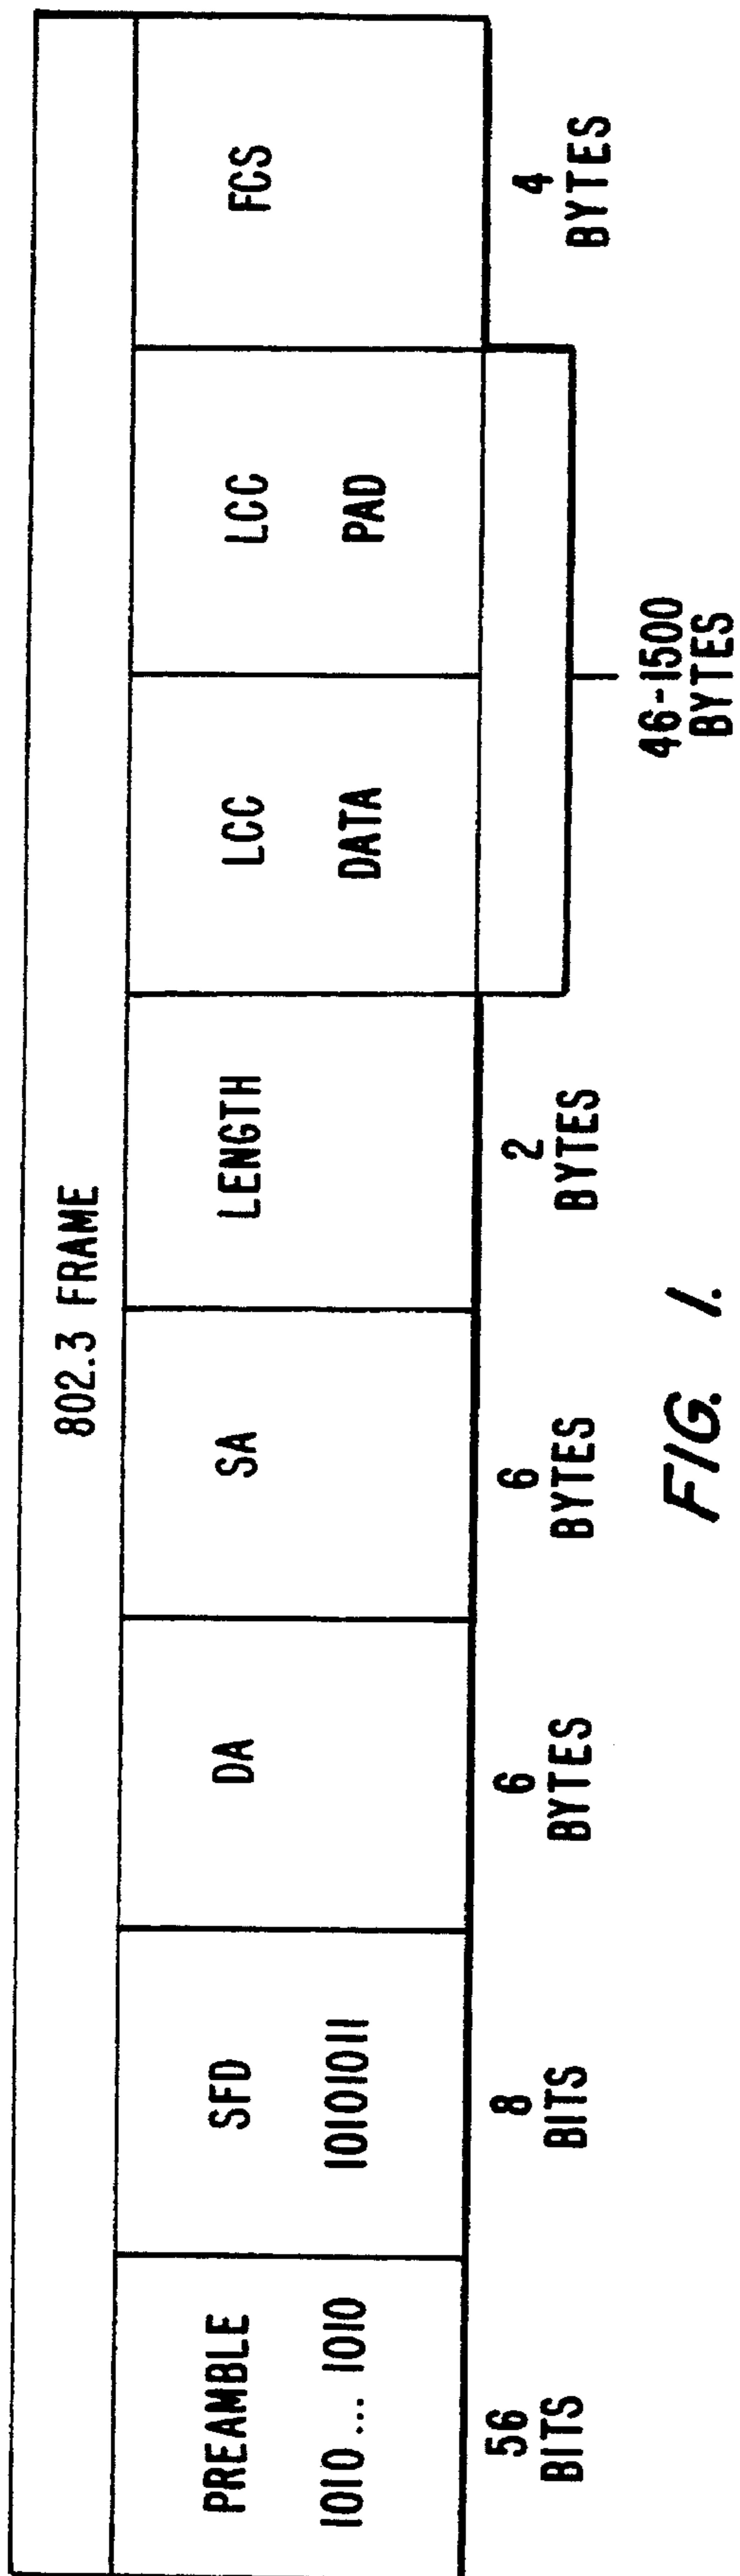 802.3 FRAME
PREAMBLE
1010 ... 1010
SFD
10101011
DA
SA
LENGTH
LCC
DATA
LCC
PAD
FCS
56
BITS
8
BITS
6
BYTES
6
BYTES
2
BYTES
46-1500
BYTES
4
BYTES
FIG. 1.